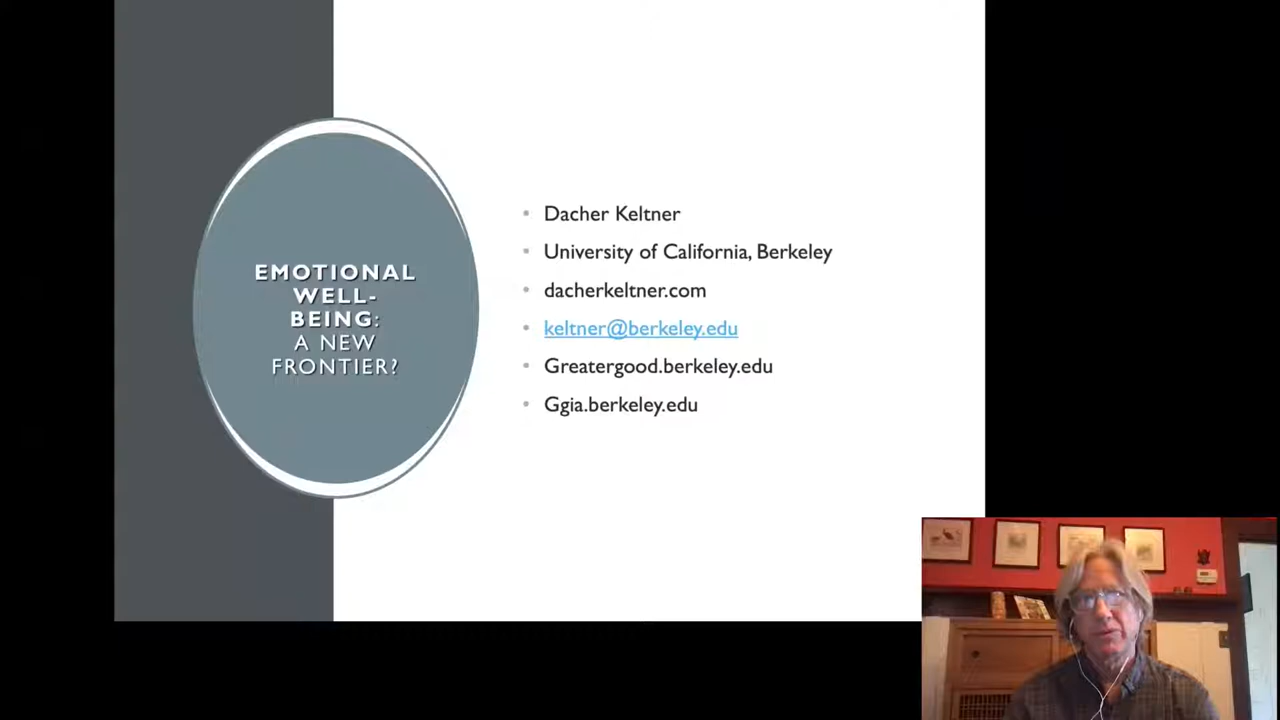 EMOTIONAL
WELL-
BEING:
A NEW
FRONTIER?
Dacher Keltner
University of California, Berkeley
dacherkeltner.com
keltner@berkeley.edu
Greatergood.berkeley.edu
Ggia.berkeley.edu